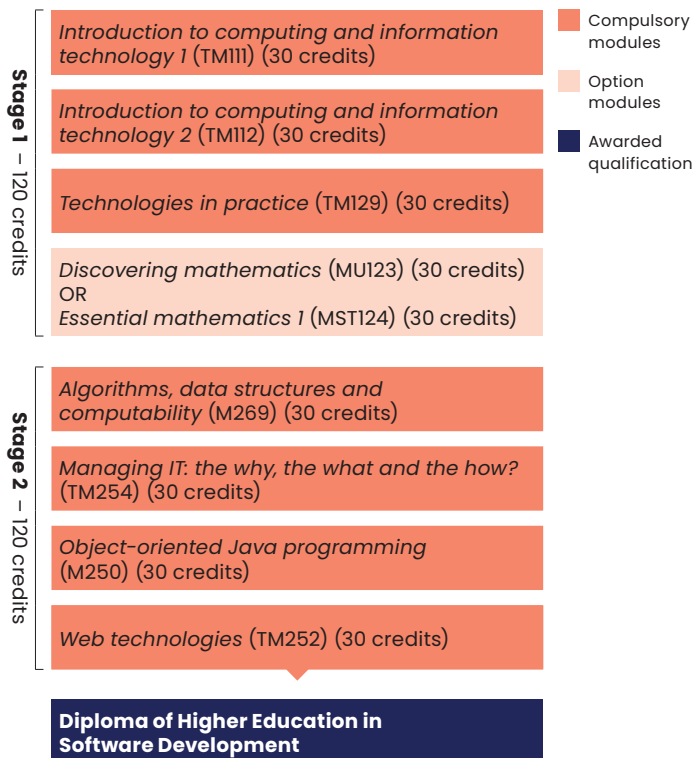 Stage 1 – 120 credits
Introduction to computing and information
technology 1 (TM111) (30 credits)
Introduction to computing and information
technology 2 (TM112) (30 credits)
Technologies in practice (TM129) (30 credits)
Discovering mathematics (MU123) (30 credits)
OR
Essential mathematics 1 (MST124) (30 credits)
Stage 2 – 120 credits
Algorithms, data structures and
computability (M269) (30 credits)
Managing IT: the why, the what and the how?
(TM254) (30 credits)
Object-oriented Java programming
(M250) (30 credits)
Web technologies (TM252) (30 credits)
Diploma of Higher Education in
Software Development
Compulsory
modules
Option
modules
Awarded
qualification